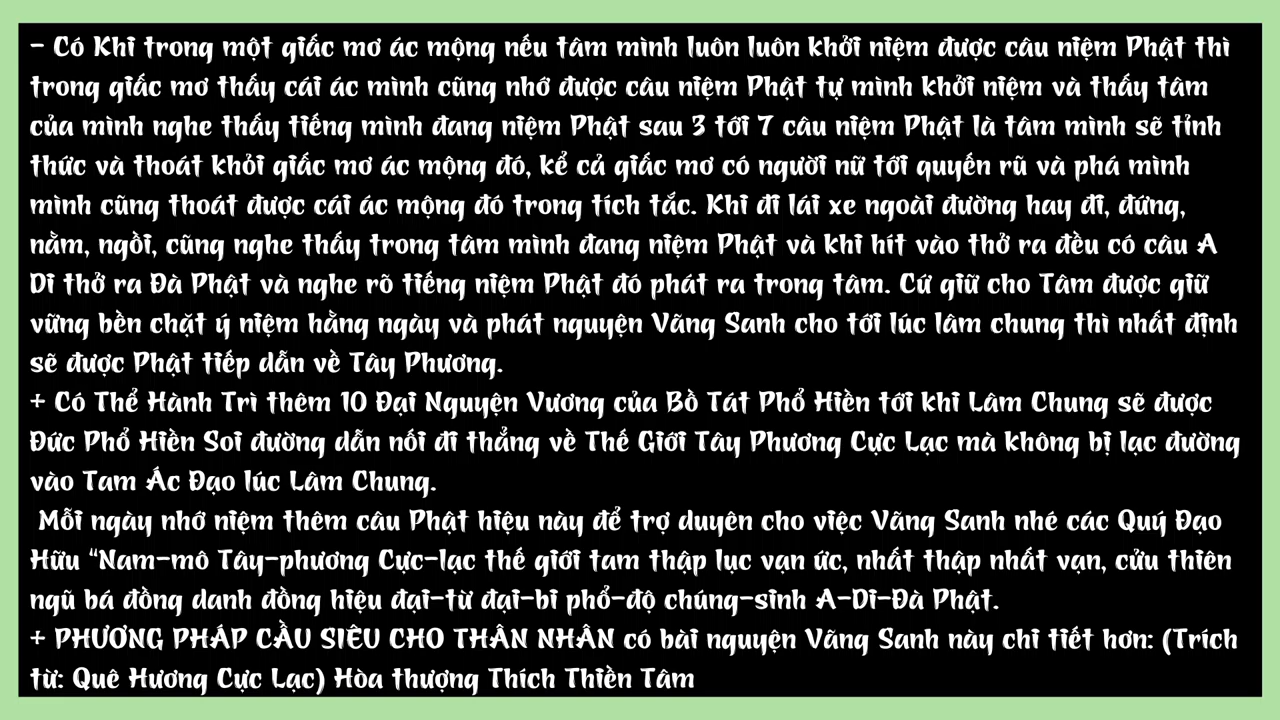 - Có Khi trong một giấc mơ ác mộng nếu tâm mình luôn luôn khởi niệm được câu niệm Phật thì
trong giấc mơ thấy cái ác mình cũng nhớ được câu niệm Phật tự mình khởi niệm và thấy tâm
của mình nghe thấy tiếng mình đang niệm Phật sau 3 tới 7 câu niệm Phật là tâm mình sẽ tỉnh
thức và thoát khỏi giấc mơ ác mộng đó, kể cả giấc mơ có người nữ tới quyến rũ và phá mình
mình cũng thoát được cái ác mộng đó trong tích tắc. Khi đi lái xe ngoài đường hay đi, đứng,
nằm, ngồi, cũng nghe thấy trong tâm mình đang niệm Phật và khi hít vào thở ra đều có câu A
Di thở ra Đà Phật và nghe rõ tiếng niệm Phật đó phát ra trong tâm. Cứ giữ cho Tâm được giữ
vững bền chặt ý niệm hằng ngày và phát nguyện Vãng Sanh cho tới lúc lâm chung thì nhất định
sẽ được Phật tiếp dẫn về Tây Phương.
+ Có Thể Hành Trì thêm 10 Đại Nguyện Vương của Bồ Tát Phổ Hiền tới khi Lâm Chung sẽ được
Đức Phổ Hiền Soi đường dẫn nối đi thẳng về Thế Giới Tây Phương Cực Lạc mà không bị lạc đường
vào Tam Ác Đạo lúc Lâm Chung.
Mỗi ngày nhớ niệm thêm câu Phật hiệu này để trợ duyên cho việc Vãng Sanh nhé các Quý Đạo
Hữu "Nam-mô Tây-phương Cực-lạc thế giới tam thập lục vạn ức, nhất thập nhất vạn, cửu thiên
ngũ bá đồng danh đồng hiệu đại-từ đại-bi phổ-độ chúng-sinh A-Di-Đà Phật.
+ PHƯƠNG PHÁP CẦU SIÊU CHO THÂN NHÂN có bài nguyện Vãng Sanh này chi tiết hơn: (Trích
từ: Quê Hương Cực Lạc) Hòa thượng Thích Thiền Tâm